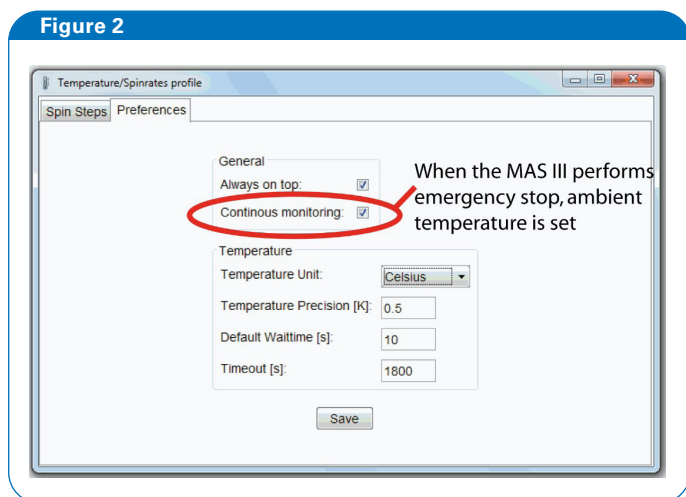 Figure 2
Temperature/Spinrates profile
Spin Steps Preferences
General
Always on top:
Continous monitoring:
When the MAS III performs
emergency stop, ambient
temperature is set
Temperature
Temperature Unit: Celsius
Temperature Precision [K]: 0.5
Default Waittime [s]: 10
Timeout [s]: 1800
Save